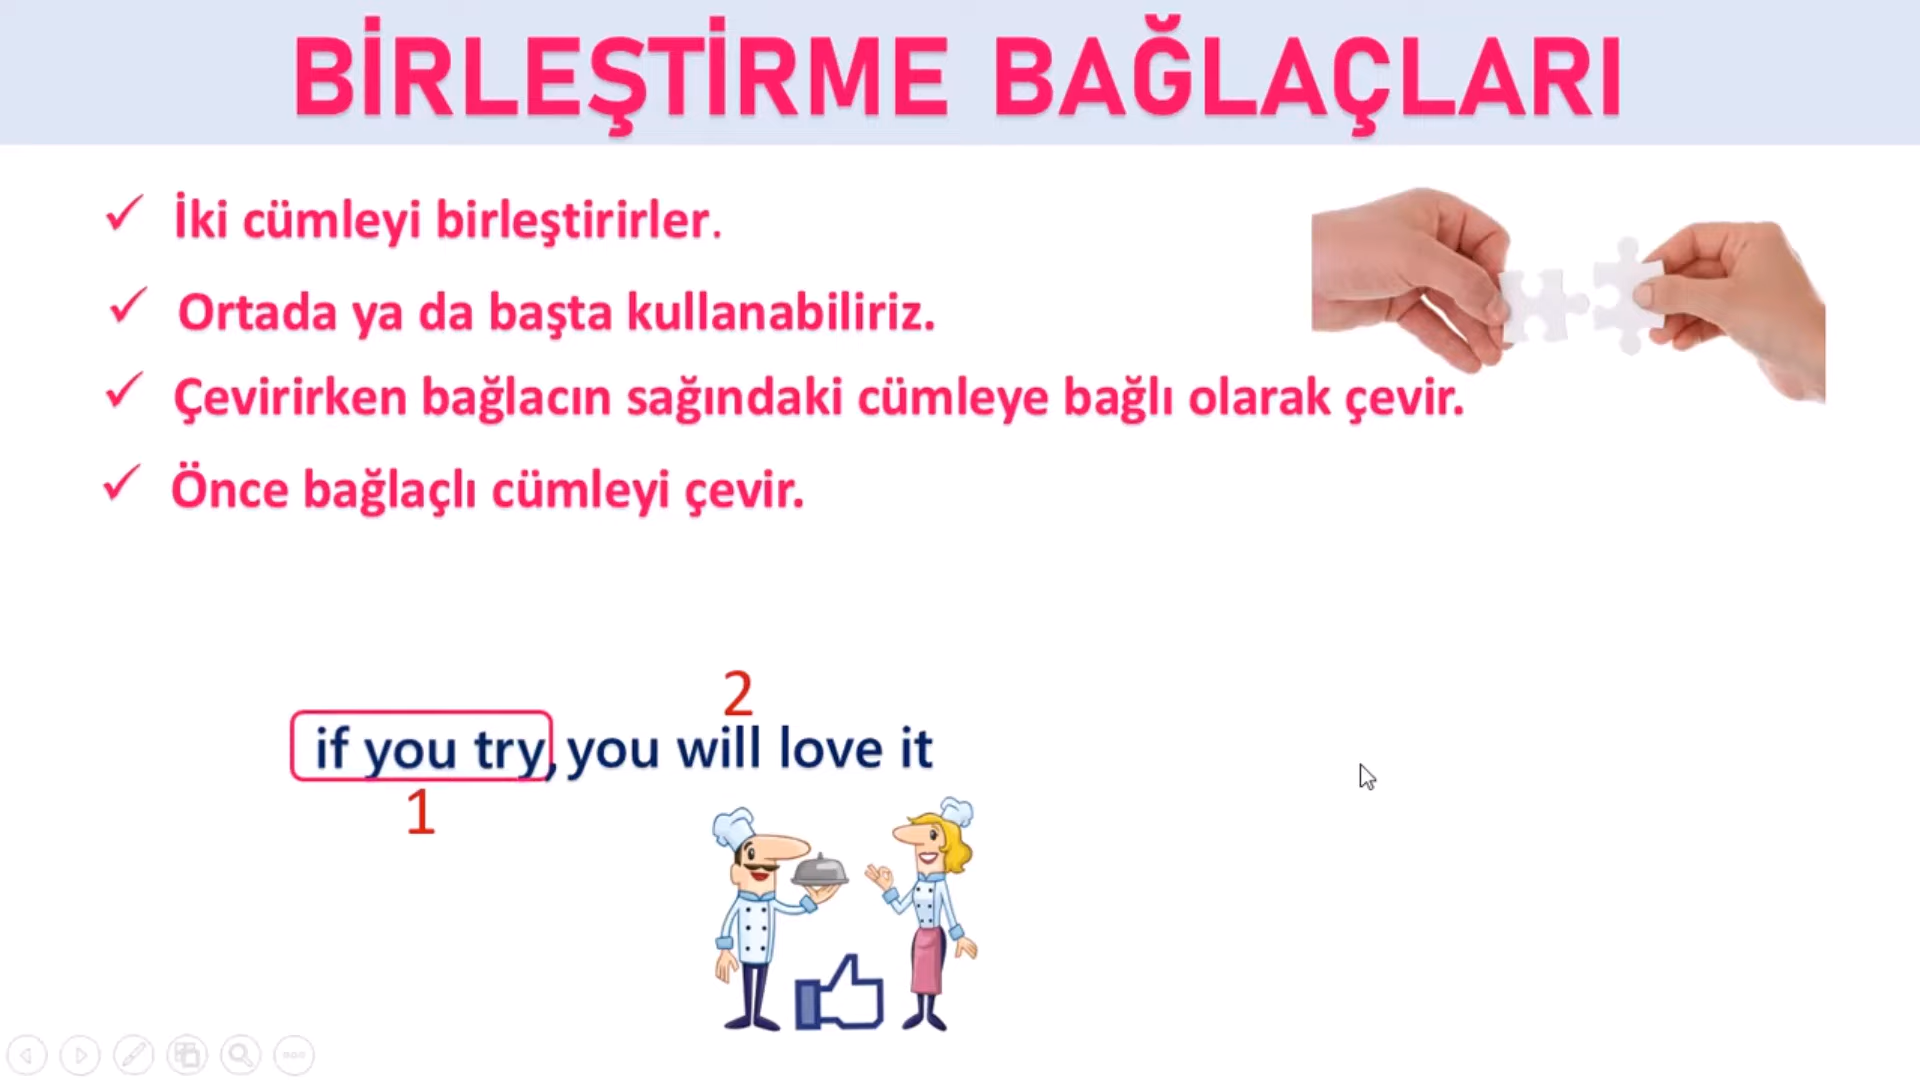 BİRLEŞTİRME BAĞLAÇLARI
✓ İki cümleyi birleştirirler.
✓ Ortada ya da başta kullanabiliriz.
✓ Çevirirken bağlacın sağındaki cümleye bağlı olarak çevir.
✓ Önce bağlaçlı cümleyi çevir.
2
if you try, you will love it
1